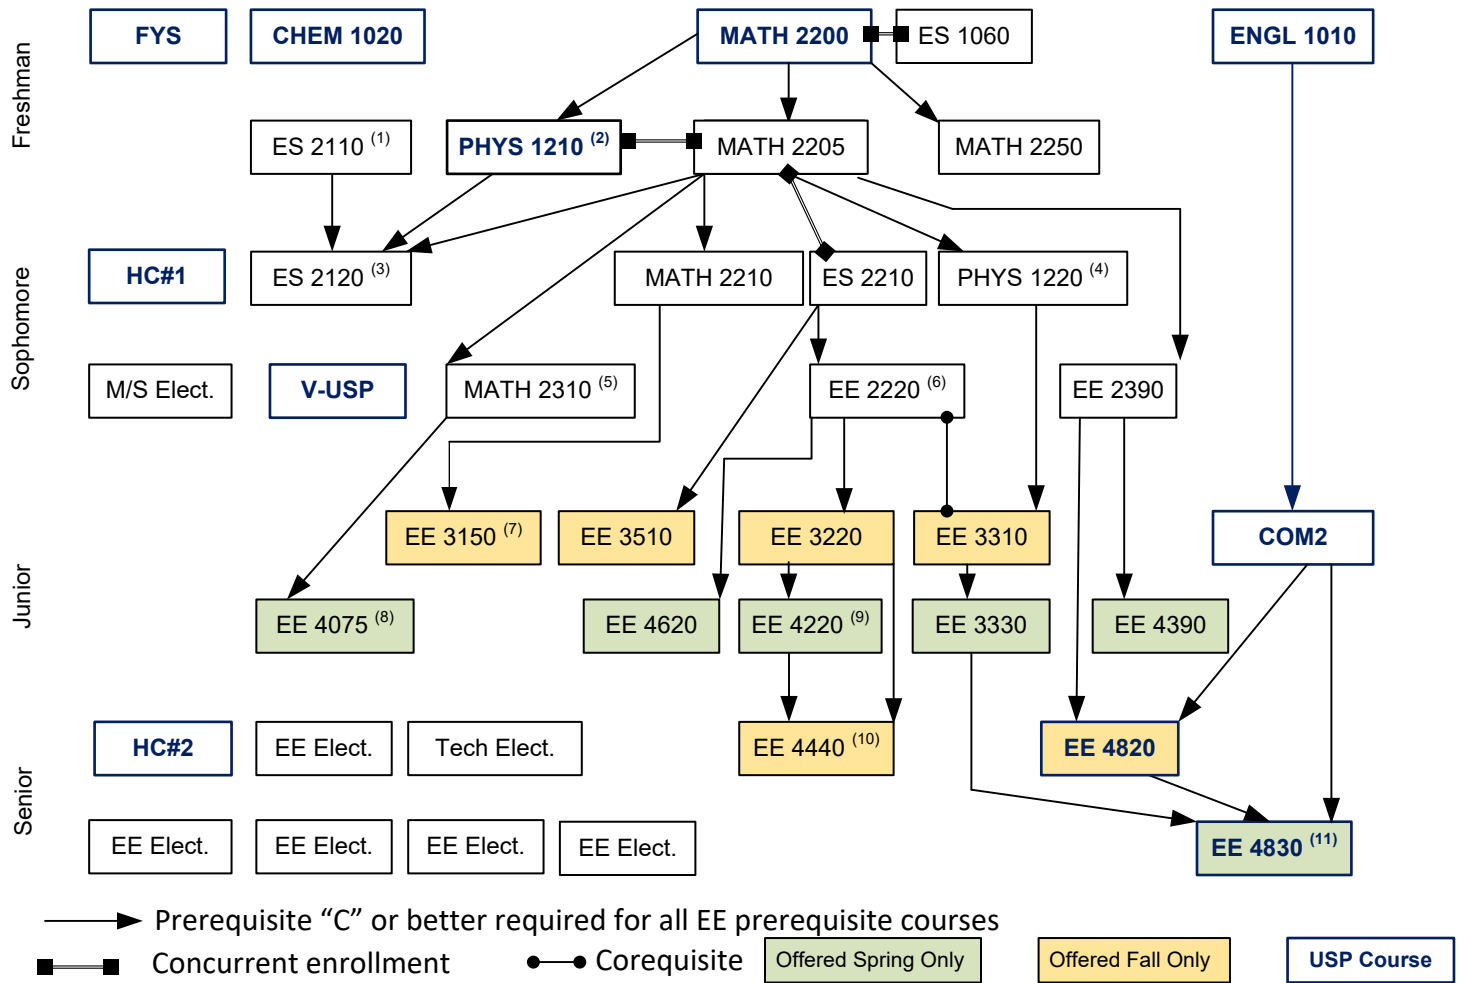 Freshman
FYS
CHEM 1020
MATH 2200
ES 1060
ENGL 1010
ES 2110 (1)
PHYS 1210 (2)
MATH 2205
MATH 2250
Sophomore
HC#1
ES 2120 (3)
MATH 2210
ES 2210
PHYS 1220 (4)
M/S Elect.
V-USP
MATH 2310 (5)
EE 2220 (6)
EE 2390
Junior
EE 3150 (7)
EE 3510
EE 3220
EE 3310
COM2
EE 4075 (8)
EE 4620
EE 4220 (9)
EE 3330
EE 4390
Senior
HC#2
EE Elect.
Tech Elect.
EE 4440 (10)
EE 4820
EE Elect.
EE Elect.
EE Elect.
EE Elect.
EE 4830 (11)
Prerequisite “C” or better required for all EE prerequisite courses
Concurrent enrollment
Corequisite
Offered Spring Only
Offered Fall Only
USP Course